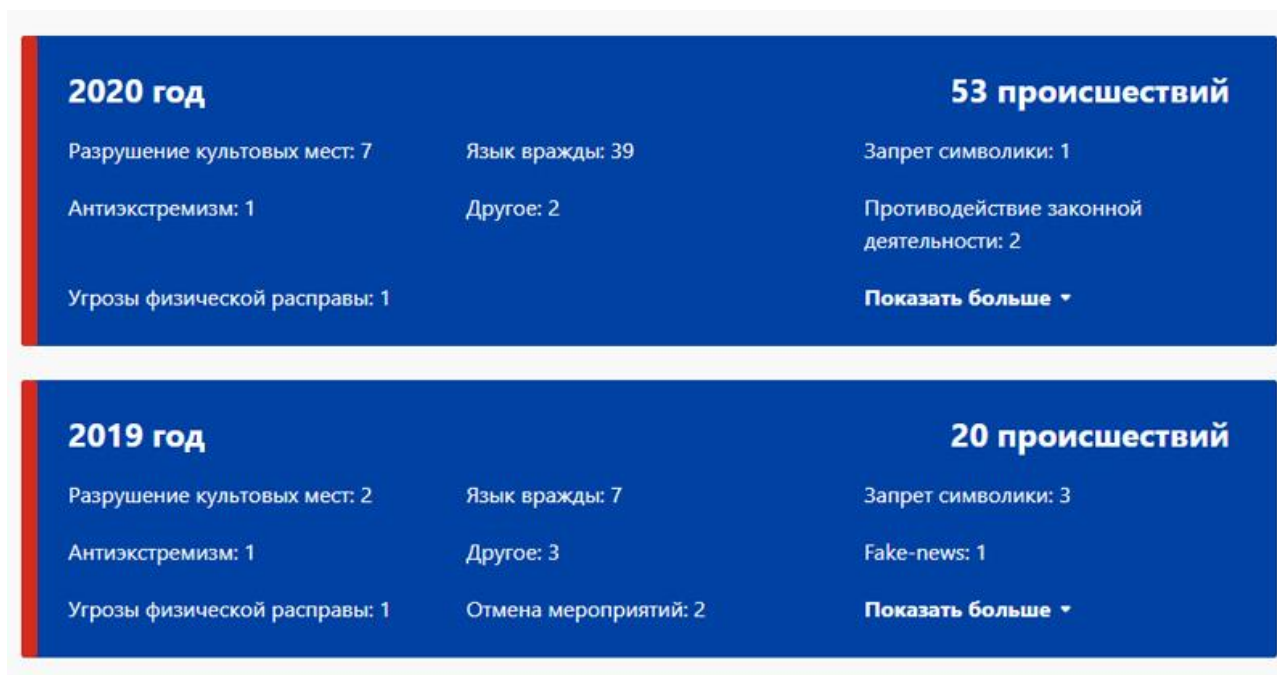 2020 год
53 происшествий
Разрушение культовых мест: 7
Язык вражды: 39
Запрет символики: 1
Антиэкстремизм: 1
Другое: 2
Противодействие законной
деятельности: 2
Угрозы физической расправы: 1
Показать больше
2019 год
20 происшествий
Разрушение культовых мест: 2
Язык вражды: 7
Запрет символики: 3
Антиэкстремизм: 1
Другое: 3
Fake-news: 1
Угрозы физической расправы: 1
Отмена мероприятий: 2
Показать больше